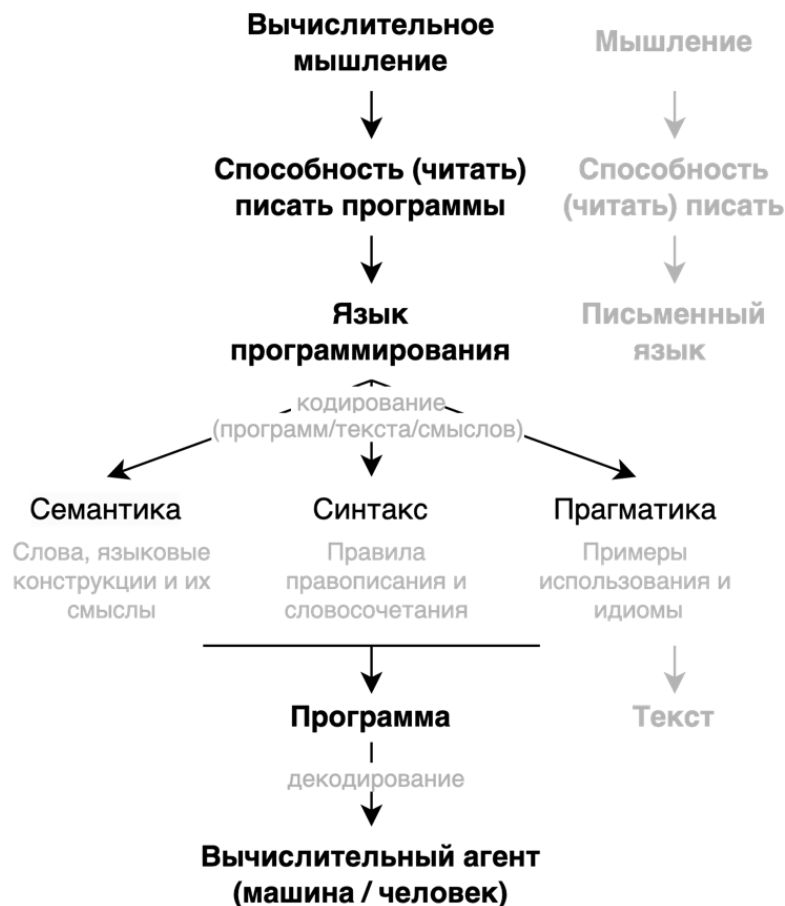 Вычислительное
мышление
Мышление
Способность (читать)
писать программы
Способность
(читать) писать
Язык
программирования
Письменный
язык
кодирование
(программ/текста/смыслов)
Семантика
Синтакс
Прагматика
Слова, языковые
конструкции и их
смыслы
Правила
правописания и
словосочетания
Примеры
использования и
идиомы
Программа
Текст
декодирование
Вычислительный агент
(машина / человек)